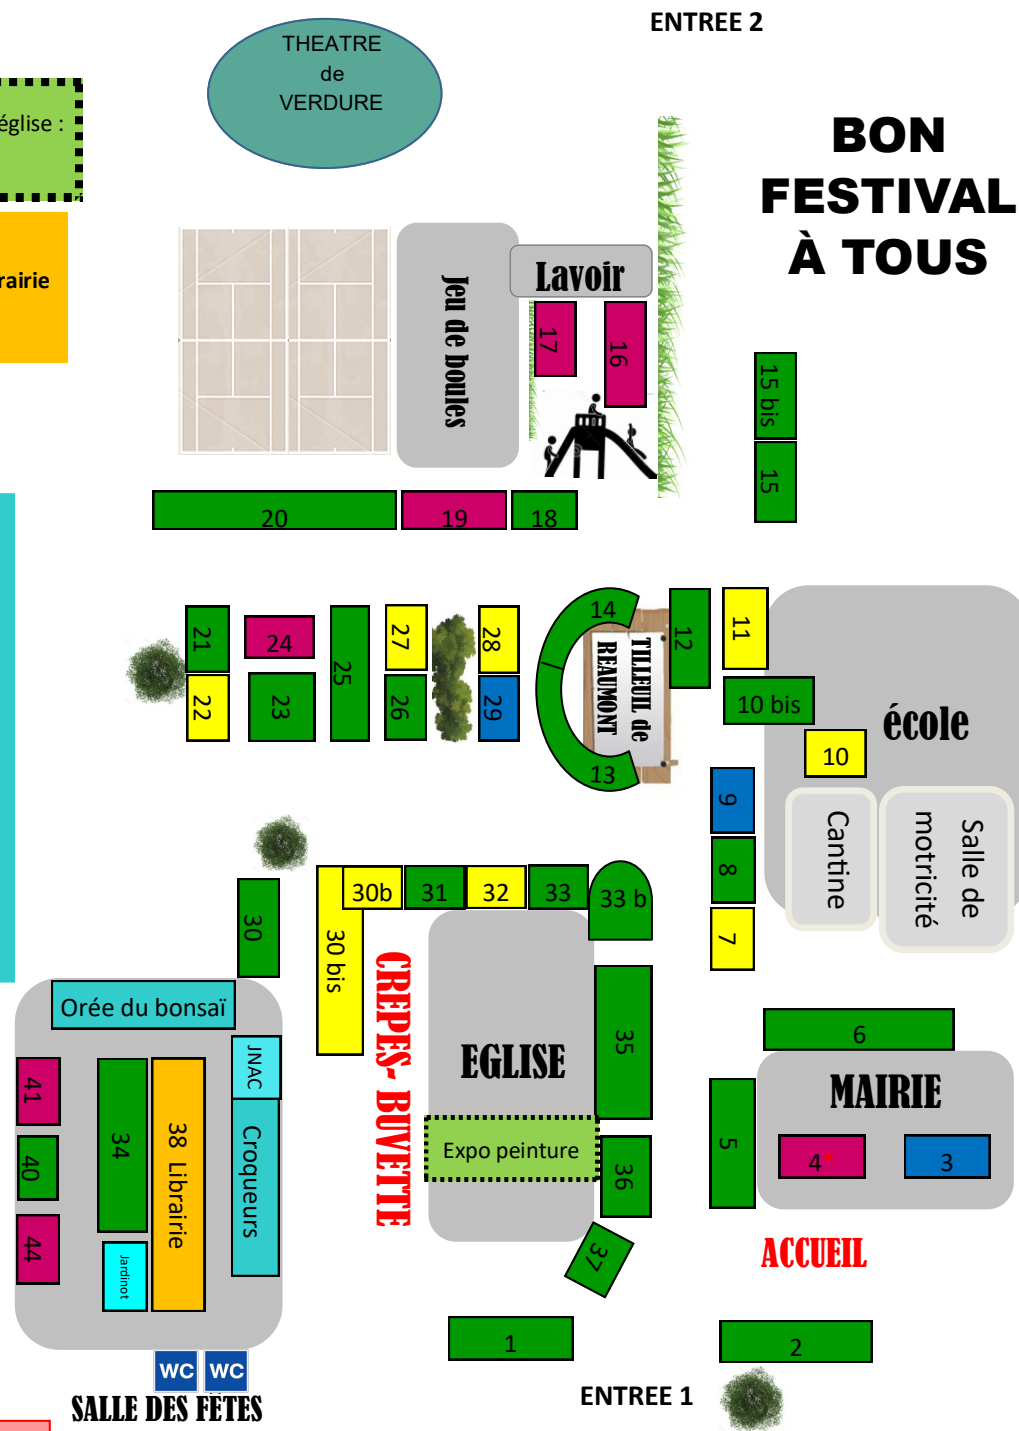 ENTREE 2
THEATRE
de
VERDURE
église :
BON
FESTIVAL
À TOUS
rairie
Lavoir
Jeu de boules
17
16
15 bis
15
20
19
18
21
24
25
27
28
14
12
11
22
23
26
29
TILLEUIL de
REAUMONT
13
10 bis
école
10
9
8
7
Cantine
Salle de
motricité
30
30b
31
32
33
33 b
30 bis
CREPES- BUVETTE
EGLISE
35
6
Orée du bonsaï
JNAC
41
34
38 Librairie
Croqueurs
40
44
Jardinot
Expo peinture
36
37
MAIRIE
5
4*
3
ACCUEIL
1
2
WC
WC
ENTREE 1
SALLE DES FÊTES